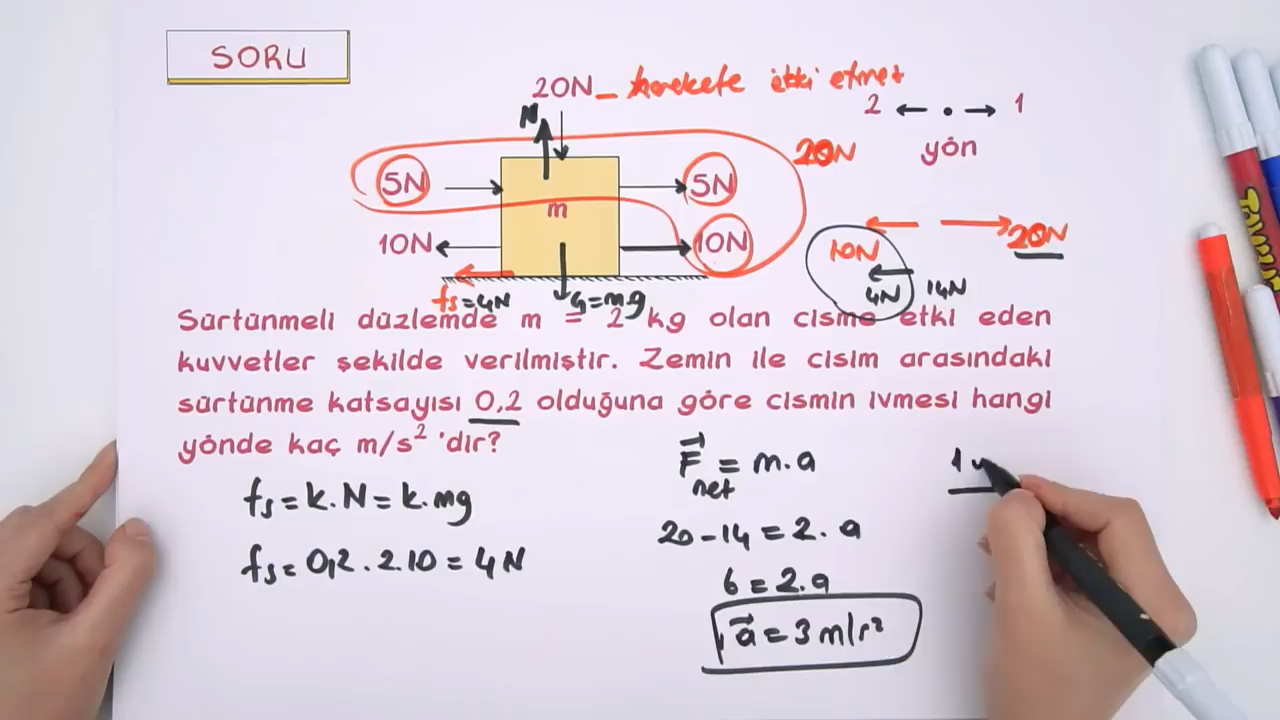 SORU
20N _ harekete etki etmez
2 ← • → 1
yön
N
20N
5N
5N
m
10N
10N
10N
20N
4N
14N
fs=4N
G=mg
Sürtünmeli düzlemde m = 2 kg olan cisme etki eden
kuvvetler şekilde verilmiştir. Zemin ile cisim arasındaki
sürtünme katsayısı 0,2 olduğuna göre cismin ivmesi hangi
yönde kaç m/s² 'dir?
fs = k.N = k.mg
fs = 0,2 . 2.10 = 4N
F net = m.a
20-14 = 2.a
6 = 2.a
a = 3 m/s²
1